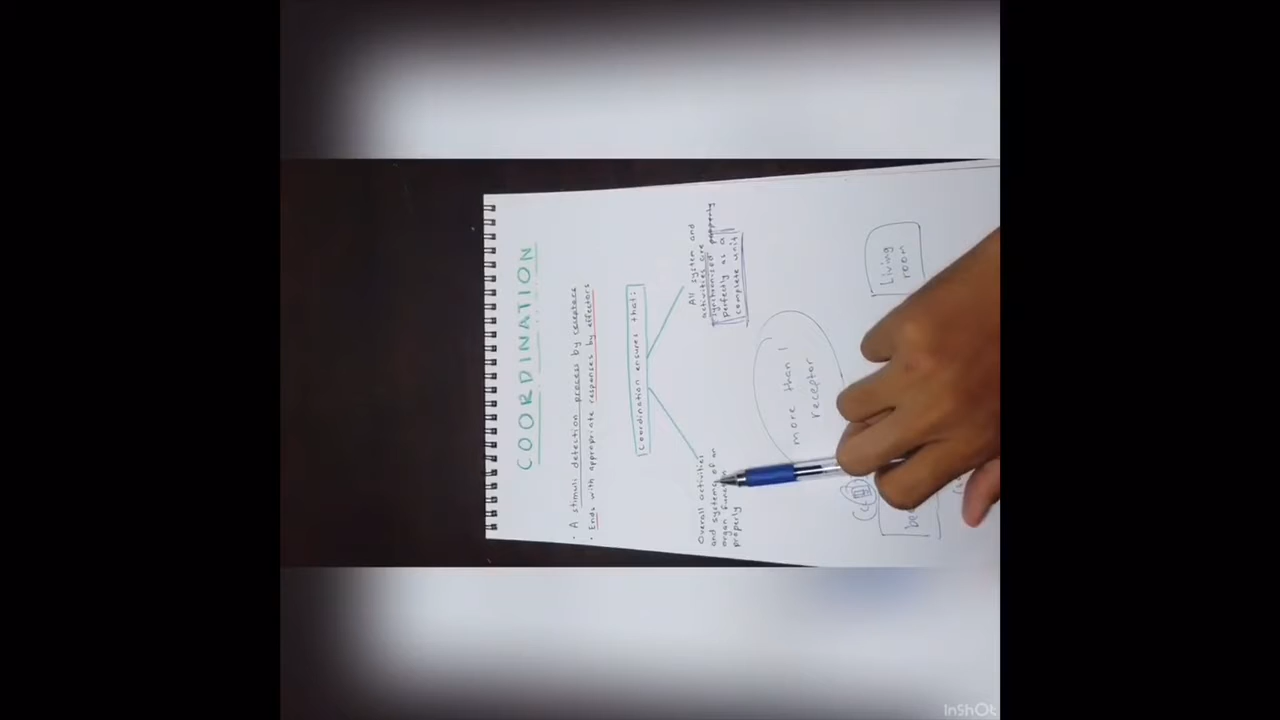 COORDINATION
• A stimuli detection process by receptors
• Ends with appropriate responses by effectors
Coordination ensures that:
Overall activities
and systems of an
organ
properly
All system and
activities are
synchronised properly
perfectly as a
complete unit
more than 1
receptor
Living
room
InShOt